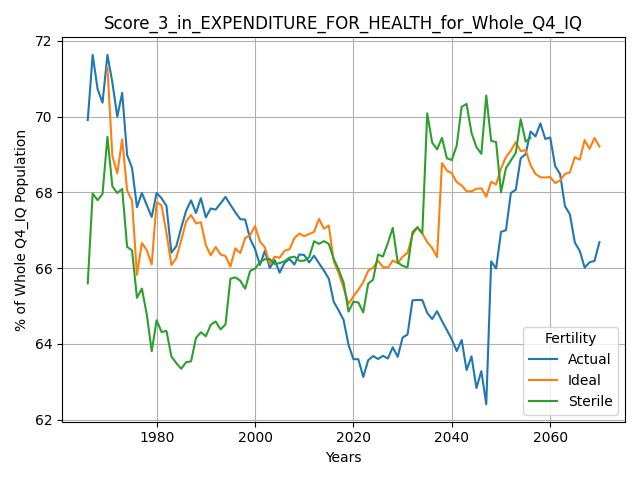 Score_3_in_EXPENDITURE_FOR_HEALTH_for_Whole_Q4_IQ
72
70
68
66
64
62
% of Whole Q4_IQ Population
1980
2000
2020
2040
2060
Years
Fertility
Actual
Ideal
Sterile